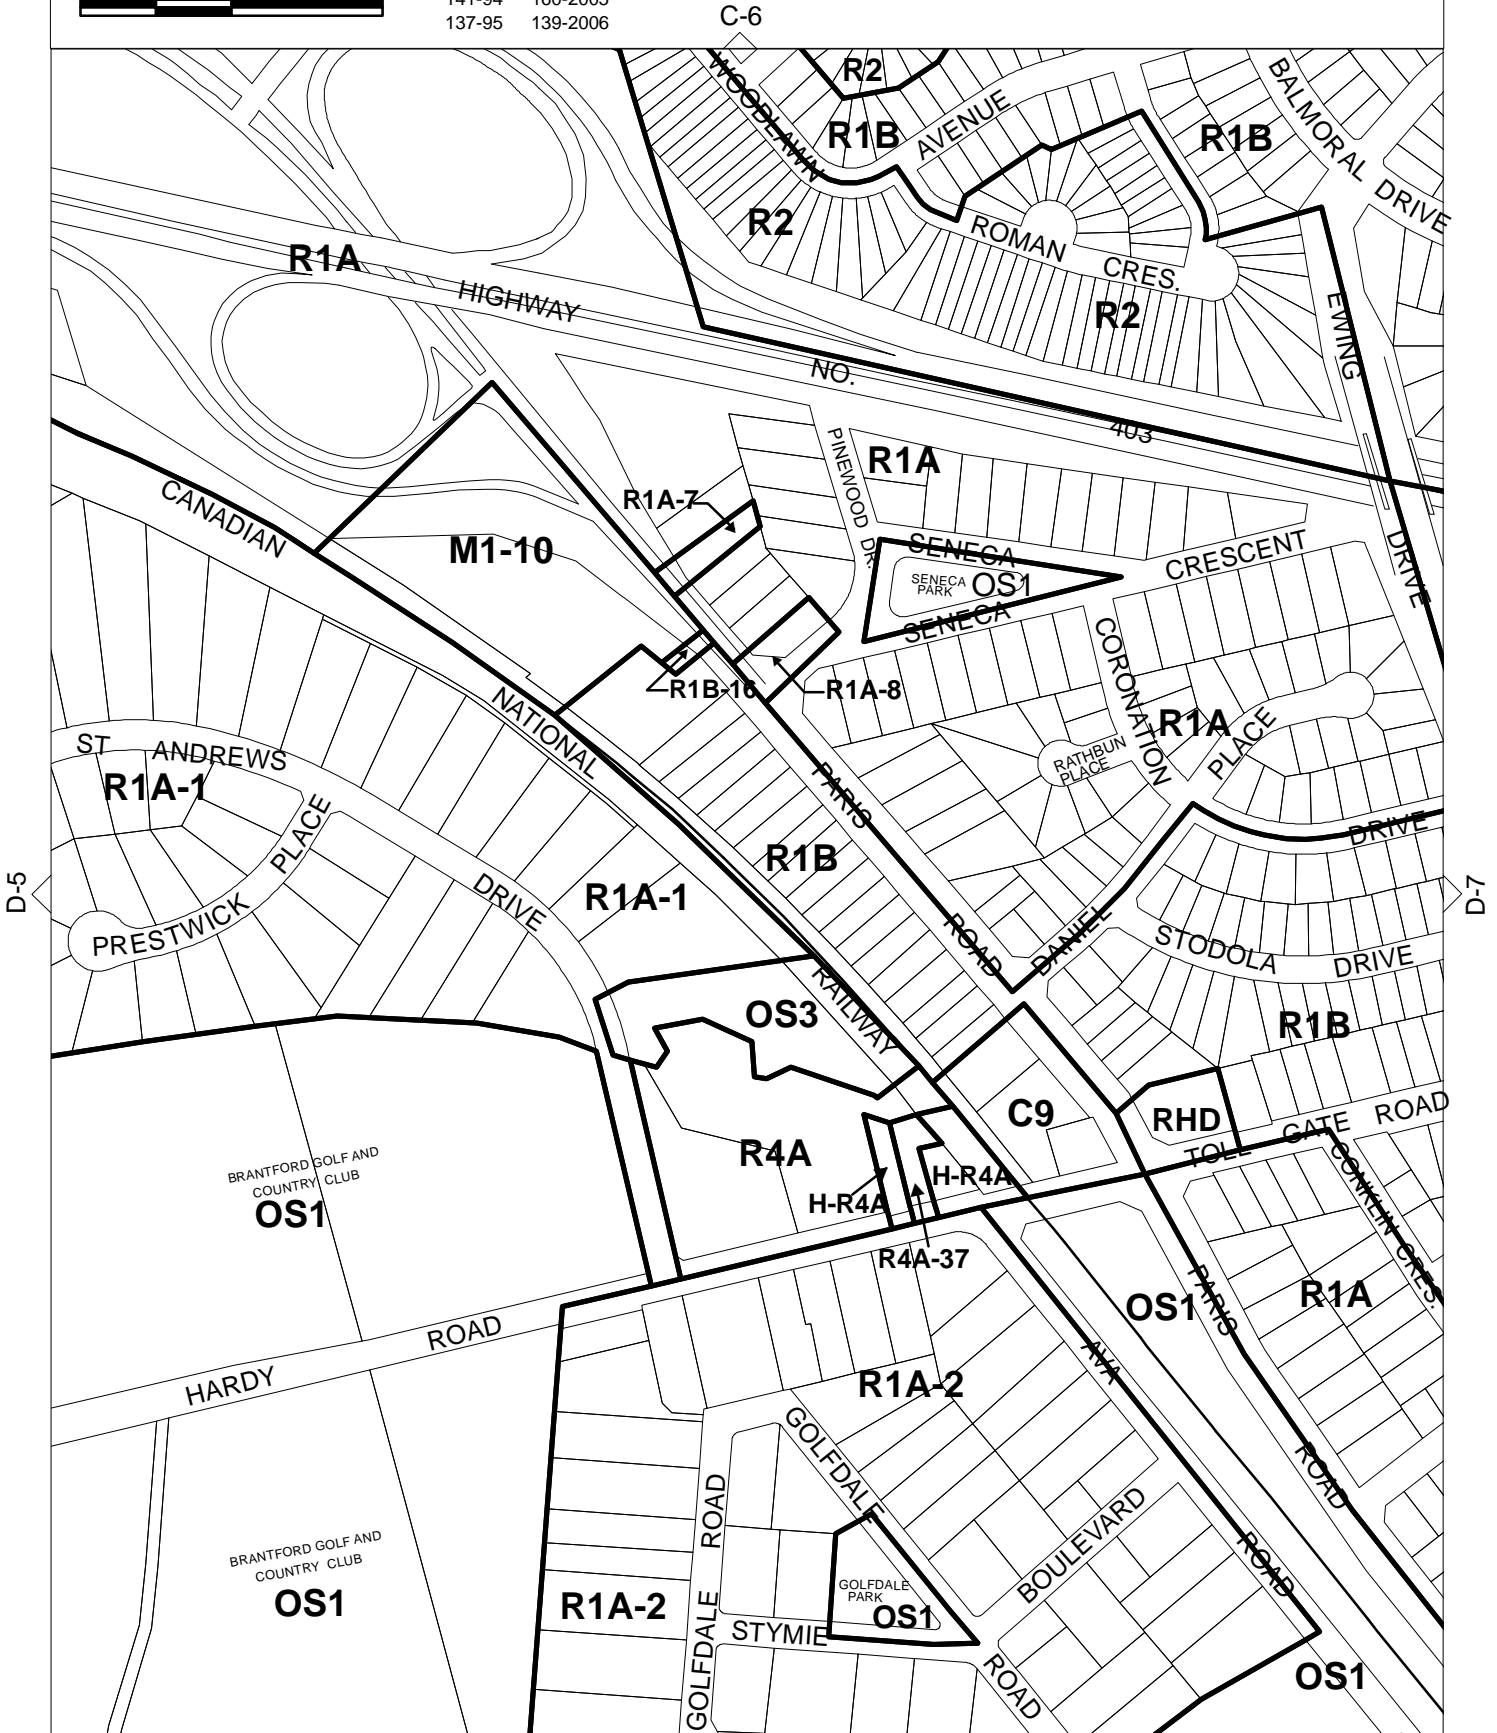 141-94 160-2005
137-95 139-2006
C-6
WOODLAWN
R2
R1B
AVENUE
BALMORAL DRIVE
R1B
R2
ROMAN CRES.
R2
EWING DRIVE
R1A
HIGHWAY NO. 403
PINEWOOD DR.
R1A
R1A-7
CANADIAN
M1-10
SENECA CRESCENT
SENECA
PARK
OS1
SENECA
CORONATION
R1B-16
R1A-8
R1A
NATIONAL
ST ANDREWS
R1A-1
RATHBUN
PLACE
PLACE
PARIS
DRIVE
PLACE
R1B
D-5
D-7
R1A-1
DRIVE
PRESTWICK
ROAD
DANIEL
STODOLA DRIVE
RAILWAY
OS3
R1B
C9
RHD
TOLL GATE ROAD
CONKLIN CRES.
R4A
H-R4A
H-R4A
R4A-37
BRANTFORD GOLF AND
COUNTRY CLUB
OS1
OS1
PARIS
R1A
HARDY ROAD
AVA
R1A-2
GOLFDALE
ROAD
ROAD
BOULEVARD
ROAD
BRANTFORD GOLF AND
COUNTRY CLUB
OS1
R1A-2
GOLFDALE
PARK
OS1
GOLFDALE
STYMIE
ROAD
OS1